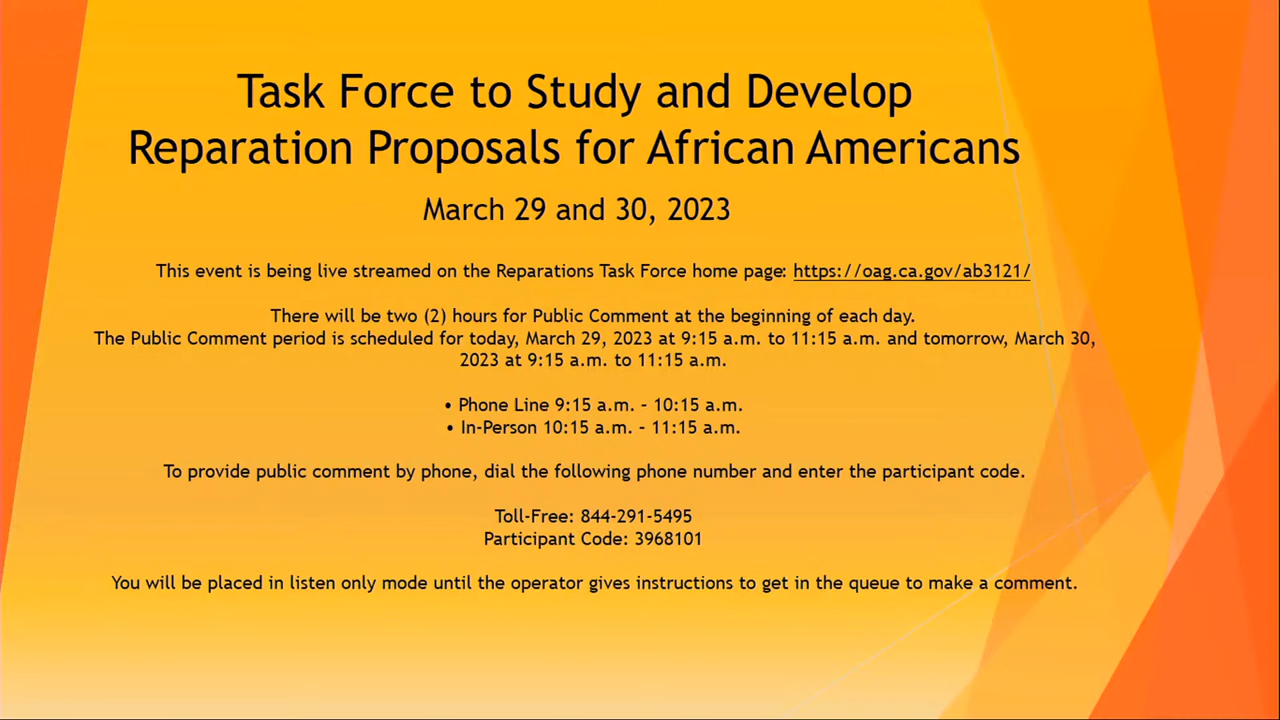 Task Force to Study and Develop
Reparation Proposals for African Americans
March 29 and 30, 2023
This event is being live streamed on the Reparations Task Force home page: https://oag.ca.gov/ab3121/
There will be two (2) hours for Public Comment at the beginning of each day.
The Public Comment period is scheduled for today, March 29, 2023 at 9:15 a.m. to 11:15 a.m. and tomorrow, March 30,
2023 at 9:15 a.m. to 11:15 a.m.
• Phone Line 9:15 a.m. - 10:15 a.m.
• In-Person 10:15 a.m. - 11:15 a.m.
To provide public comment by phone, dial the following phone number and enter the participant code.
Toll-Free: 844-291-5495
Participant Code: 3968101
You will be placed in listen only mode until the operator gives instructions to get in the queue to make a comment.